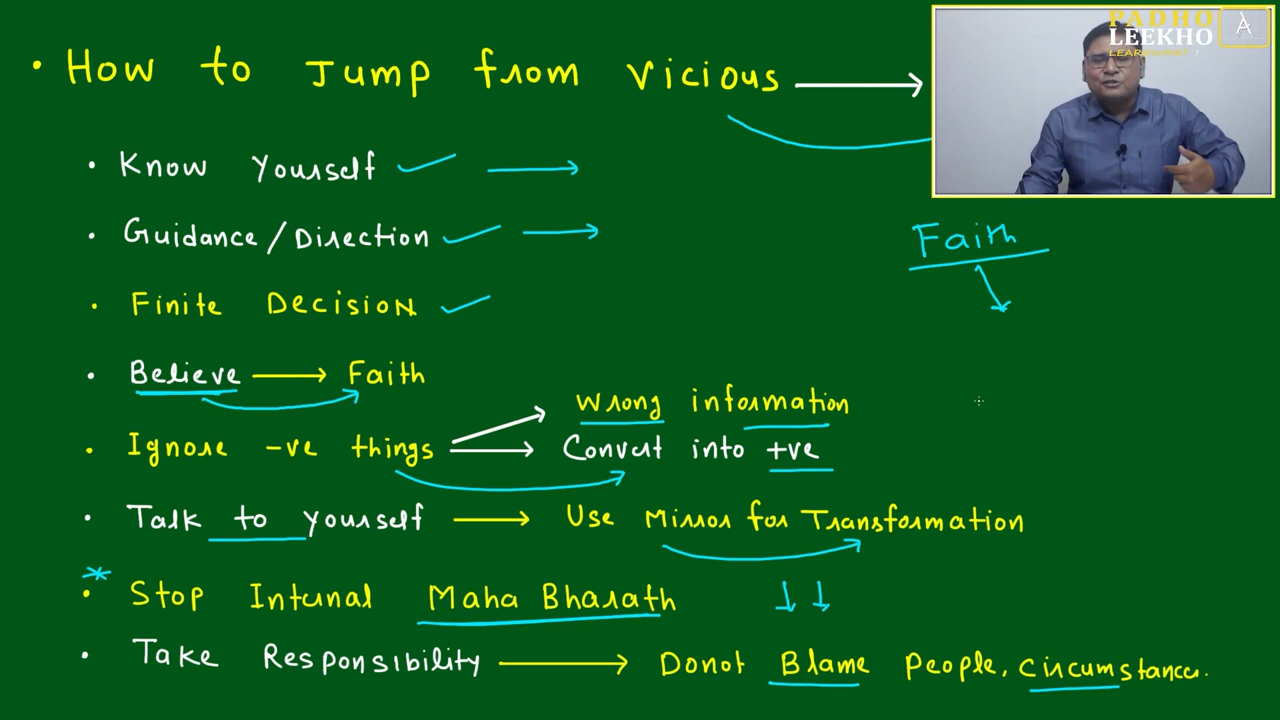 PADHO
LEEKHO
• How to Jump from Vicious →
• Know Yourself ✓ →
• Guidance/Direction ✓ →
Faith
• Finite Decision ✓
• Believe → Faith
Wrong information
• Ignore -ve things → Convert into +ve
• Talk to yourself → Use Mirror for Transformation
* • Stop Internal Maha Bharath
• Take Responsibility → Donot Blame People, Circumstances.